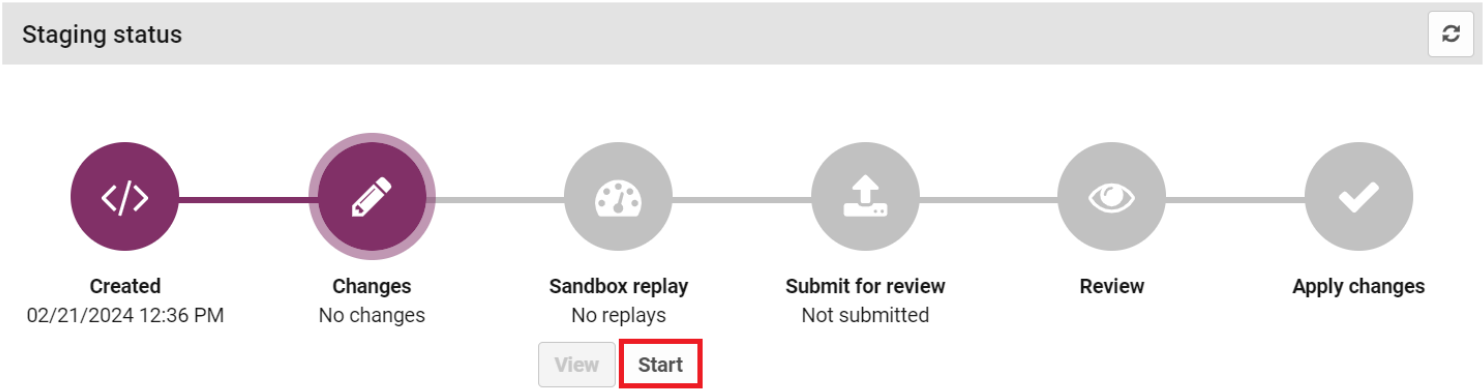 Staging status
Created
02/21/2024 12:36 PM
Changes
No changes
Sandbox replay
No replays
View
Start
Submit for review
Not submitted
Review
Apply changes